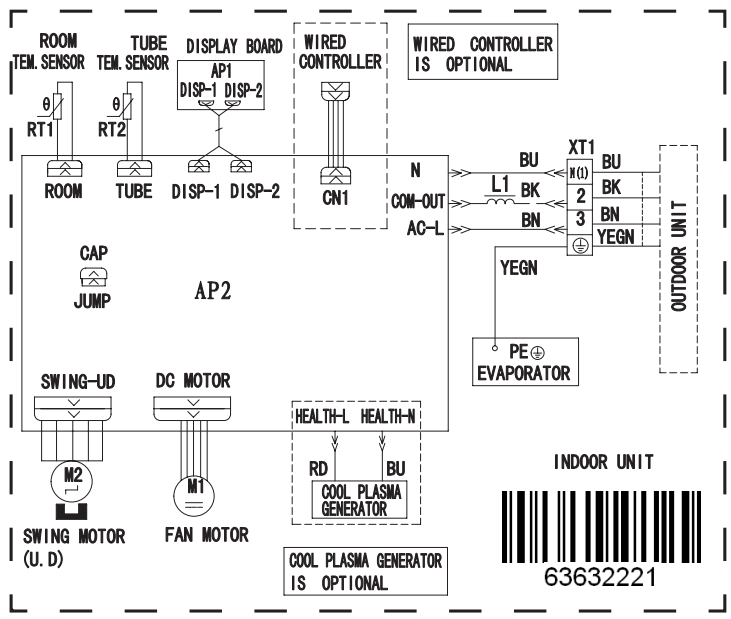 ROOM
TEM. SENSOR
TUBE
TEM. SENSOR
DISPLAY BOARD
AP1
DISP-1 DISP-2
WIRED
CONTROLLER
WIRED CONTROLLER
IS OPTIONAL
θ
RT1
θ
RT2
ROOM
TUBE
DISP-1 DISP-2
CN1
N
COM-OUT
AC-L
BU
L1
BK
BN
XT1
N(1)
2
3
BU
BK
BN
YEGN
YEGN
OUTDOOR UNIT
CAP
JUMP
AP2
PE
EVAPORATOR
SWING-UD
DC MOTOR
HEALTH-L HEALTH-N
RD
BU
COOL PLASMA
GENERATOR
M2
M1
SWING MOTOR
(U. D)
FAN MOTOR
COOL PLASMA GENERATOR
IS OPTIONAL
INDOOR UNIT
63632221